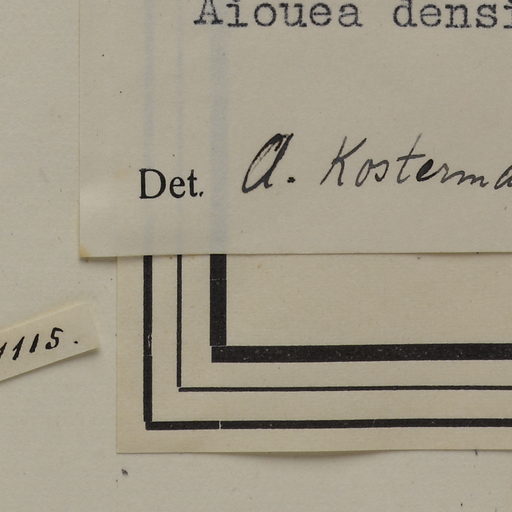 Aiouea densi
Det. A. Kosterma
1115.